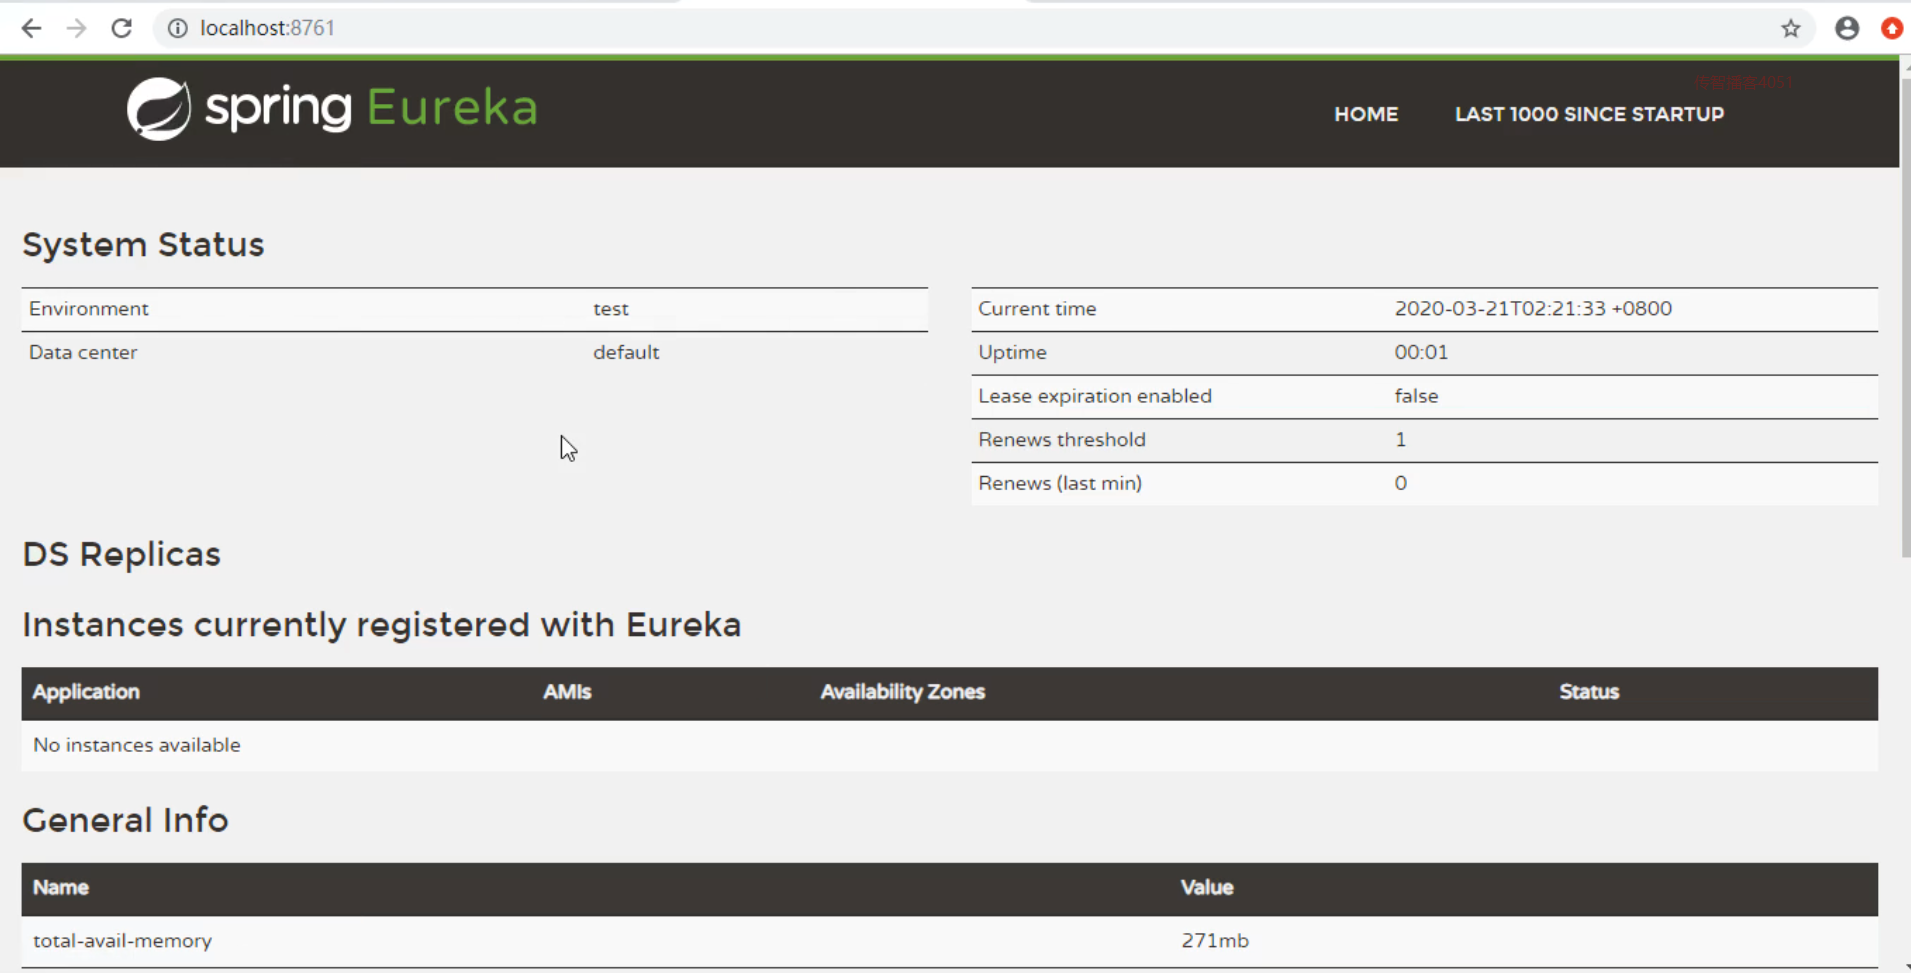 localhost:8761
spring Eureka
HOME LAST 1000 SINCE STARTUP
System Status
Environment test
Data center default
Current time 2020-03-21T02:21:33 +0800
Uptime 00:01
Lease expiration enabled false
Renews threshold 1
Renews (last min) 0
DS Replicas
Instances currently registered with Eureka
Application AMIs Availability Zones Status
No instances available
General Info
Name Value
total-avail-memory 271mb